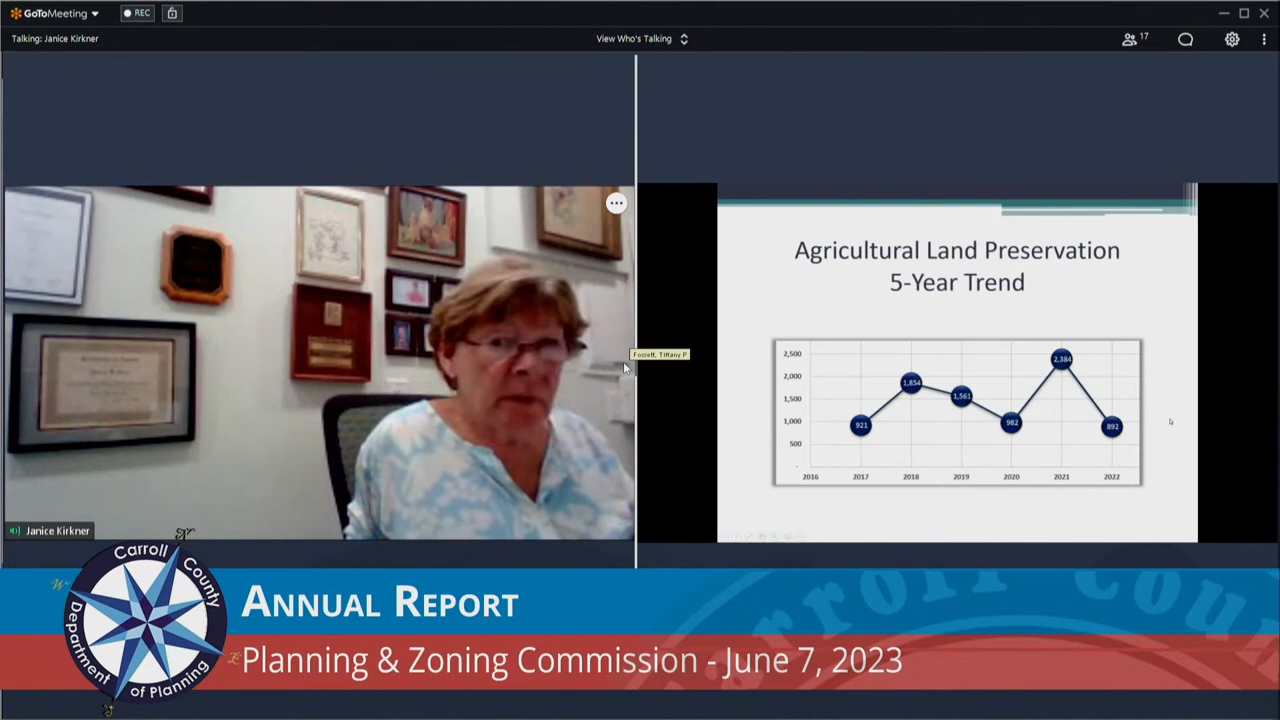 GoToMeeting
REC
Talking: Janice Kirkner
View Who's Talking
17
Agricultural Land Preservation
5-Year Trend
2,500
2,000
1,500
1,000
500
-
921
1,854
1,561
982
2,384
892
2016 2017 2018 2019 2020 2021 2022
Fossett, Tiffany P
Janice Kirkner
Carroll County
Department of Planning
W
E
S
ANNUAL REPORT
Planning & Zoning Commission - June 7, 2023